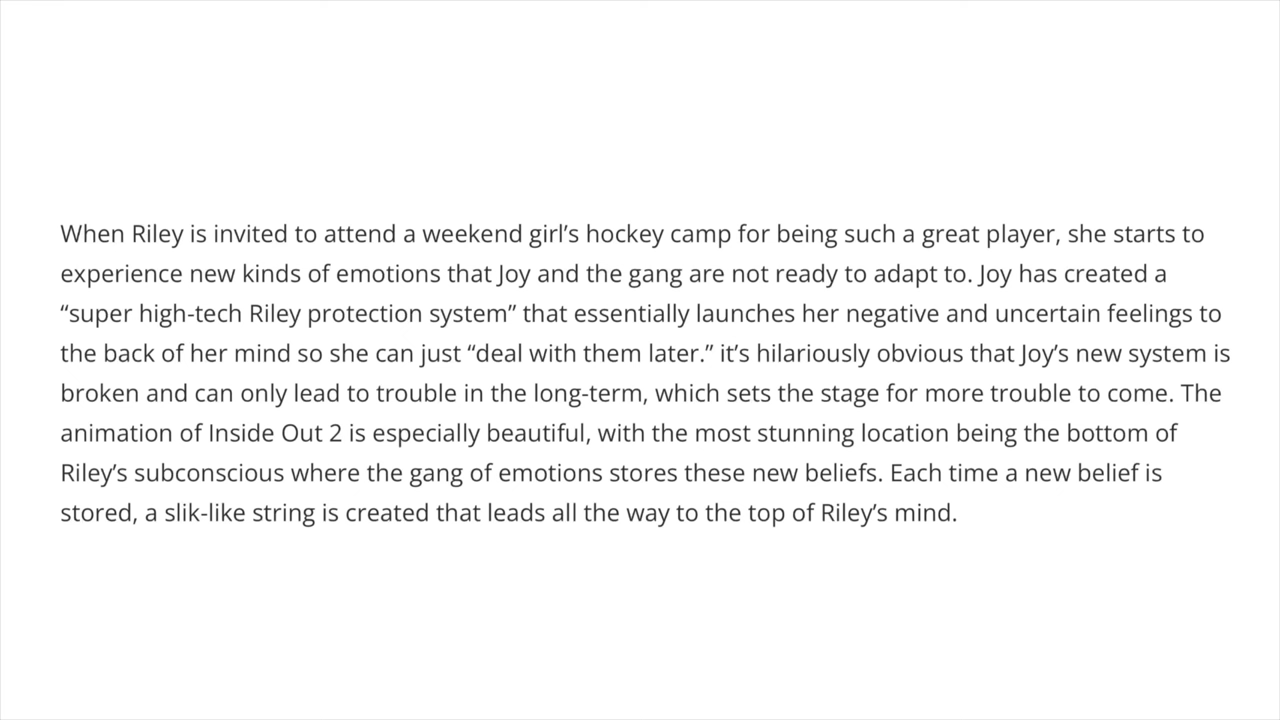 When Riley is invited to attend a weekend girl’s hockey camp for being such a great player, she starts to
experience new kinds of emotions that Joy and the gang are not ready to adapt to. Joy has created a
“super high-tech Riley protection system” that essentially launches her negative and uncertain feelings to
the back of her mind so she can just “deal with them later.” it’s hilariously obvious that Joy’s new system is
broken and can only lead to trouble in the long-term, which sets the stage for more trouble to come. The
animation of Inside Out 2 is especially beautiful, with the most stunning location being the bottom of
Riley’s subconscious where the gang of emotions stores these new beliefs. Each time a new belief is
stored, a slik-like string is created that leads all the way to the top of Riley’s mind.